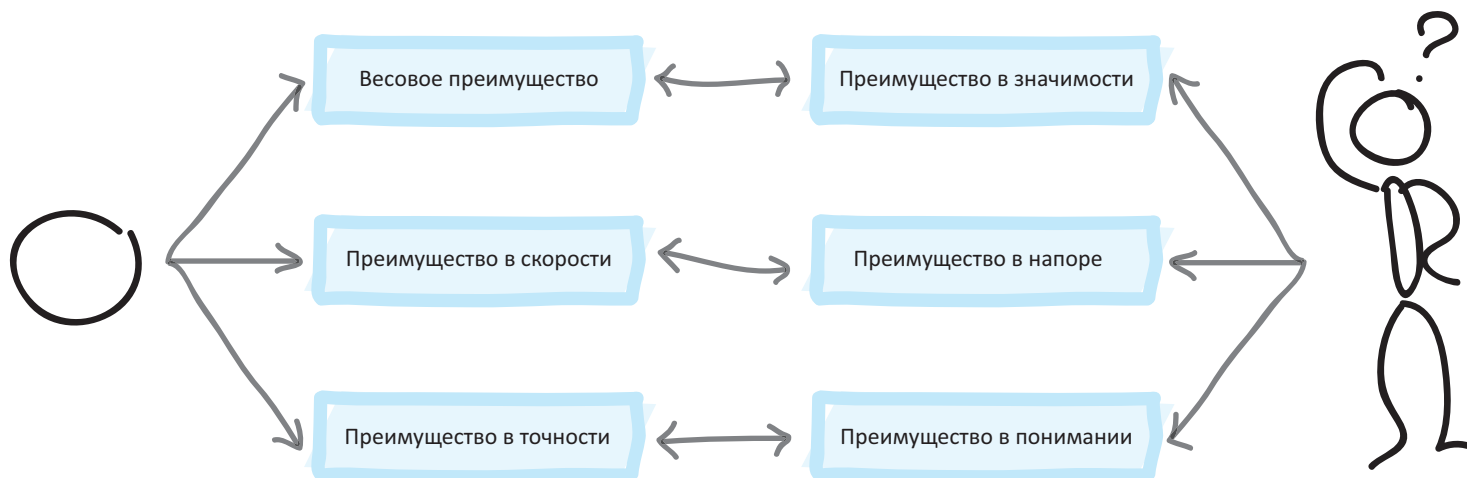 ?
Весовое преимущество
Преимущество в значимости
Преимущество в скорости
Преимущество в напоре
Преимущество в точности
Преимущество в понимании